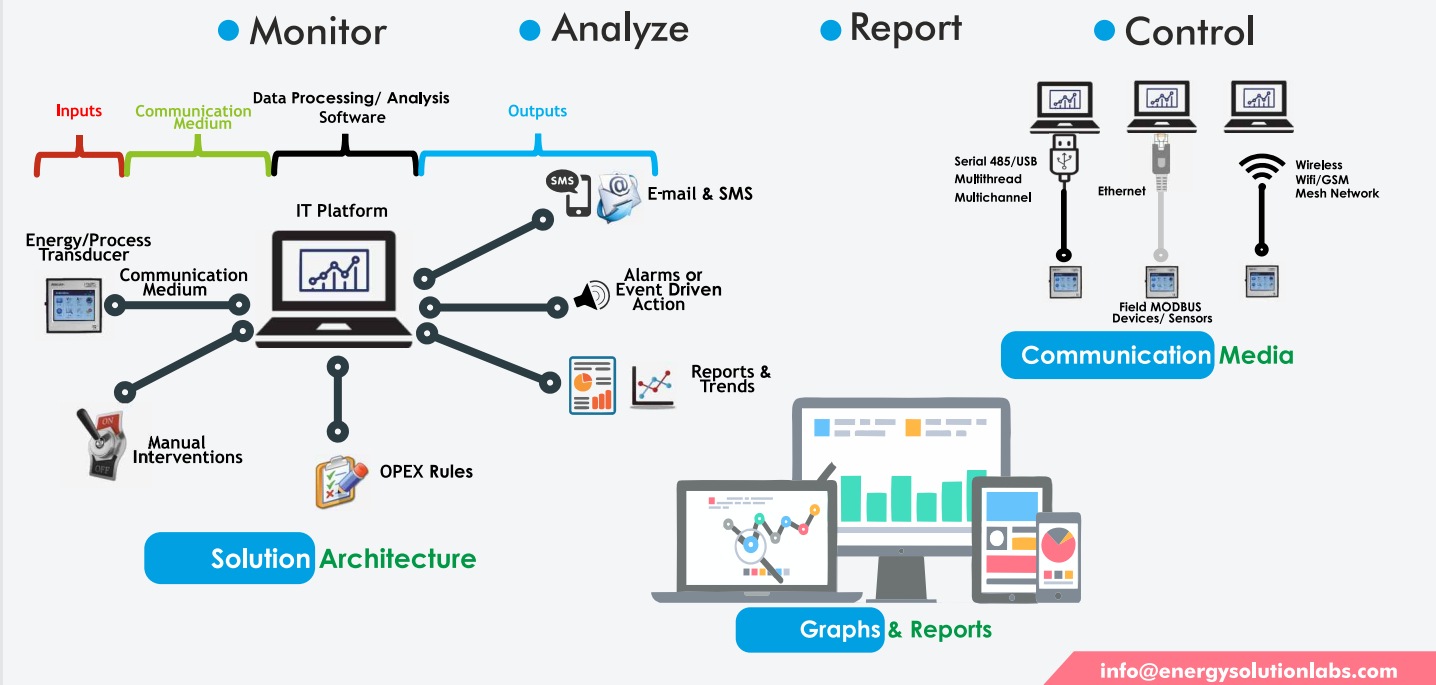 Monitor
Analyze
Report
Control
Inputs
Communication
Medium
Data Processing/ Analysis
Software
Outputs
SMS
E-mail & SMS
IT Platform
Energy/Process
Transducer
Communication
Medium
Alarms or
Event Driven
Action
Reports &
Trends
ON
OFF
Manual
Interventions
OPEX Rules
Solution Architecture
Serial 485/USB
Multithread
Multichannel
Ethernet
Wireless
Wifi/GSM
Mesh Network
Field MODBUS
Devices/ Sensors
Communication Media
Graphs & Reports
info@energysolutionlabs.com